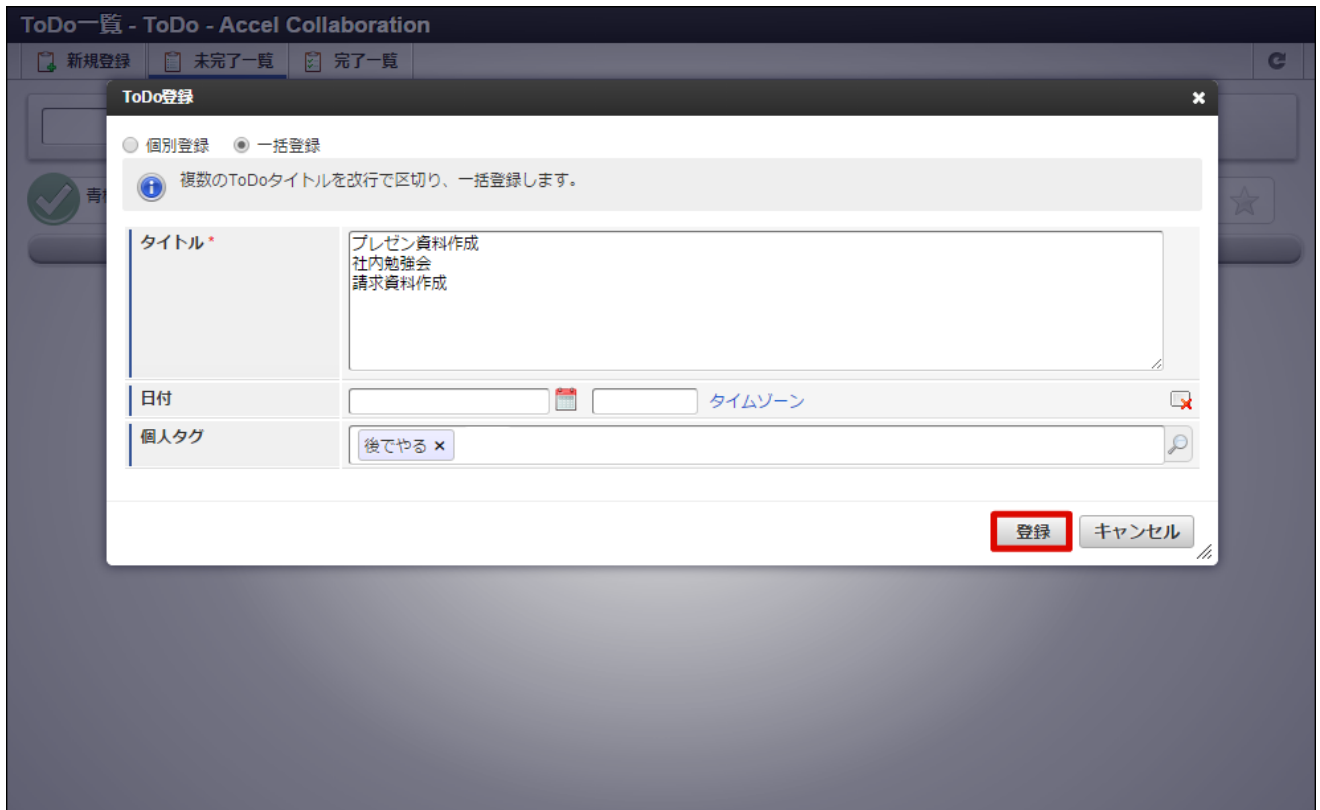 ToDo一覧 - ToDo - Accel Collaboration
新規登録 未完了一覧 完了一覧
ToDo登録
個別登録 一括登録
複数のToDoタイトルを改行で区切り、一括登録します。
タイトル *
プレゼン資料作成
社内勉強会
請求資料作成
日付 タイムゾーン
個人タグ 後でやる ×
登録 キャンセル